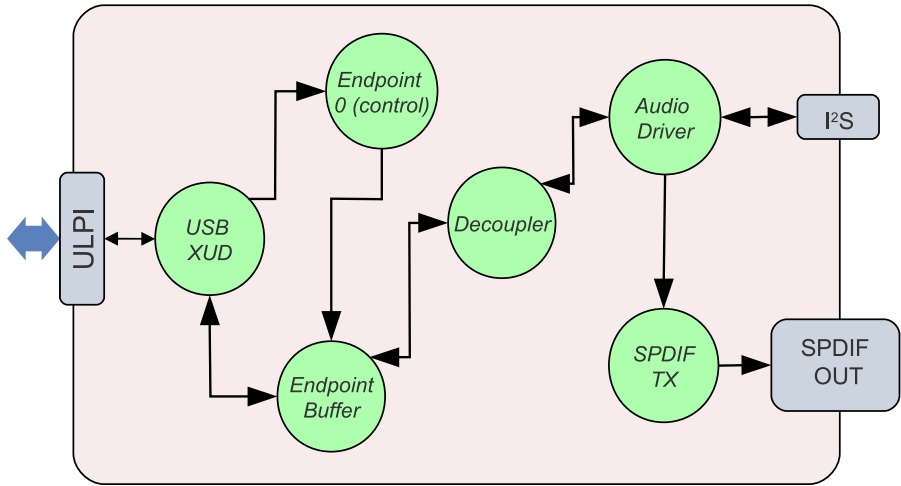 Endpoint
0 (control)
Audio
Driver
I²S
ULPI
USB
XUD
Decoupler
Endpoint
Buffer
SPDIF
TX
SPDIF
OUT